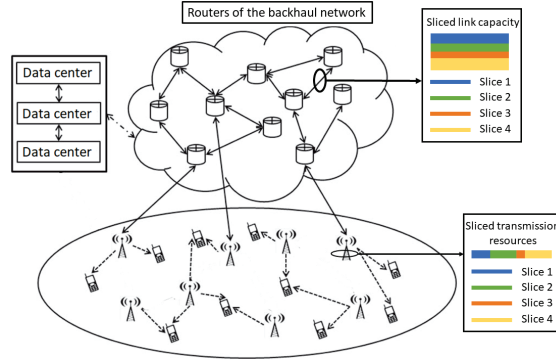 Routers of the backhaul network
Sliced link capacity
Slice 1
Slice 2
Slice 3
Slice 4
Data center
Data center
Data center
Sliced transmission
resources
Slice 1
Slice 2
Slice 3
Slice 4